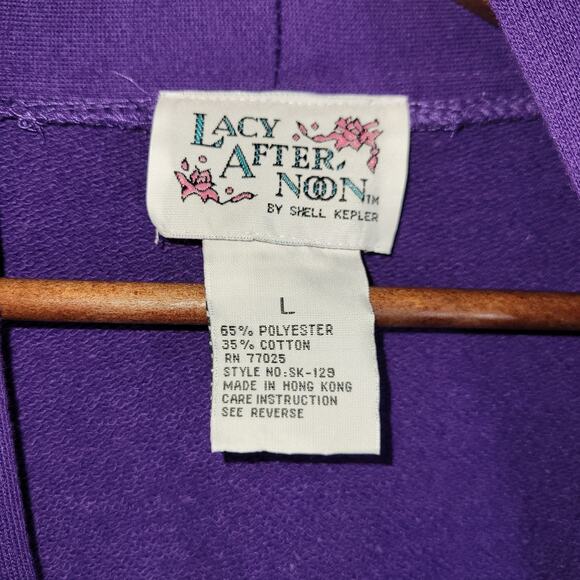 LACY
AFTER
NOON TM
BY SHELL KEPLER
L
65% POLYESTER
35% COTTON
RN 77025
STYLE NO:SK-129
MADE IN HONG KONG
CARE INSTRUCTION
SEE REVERSE